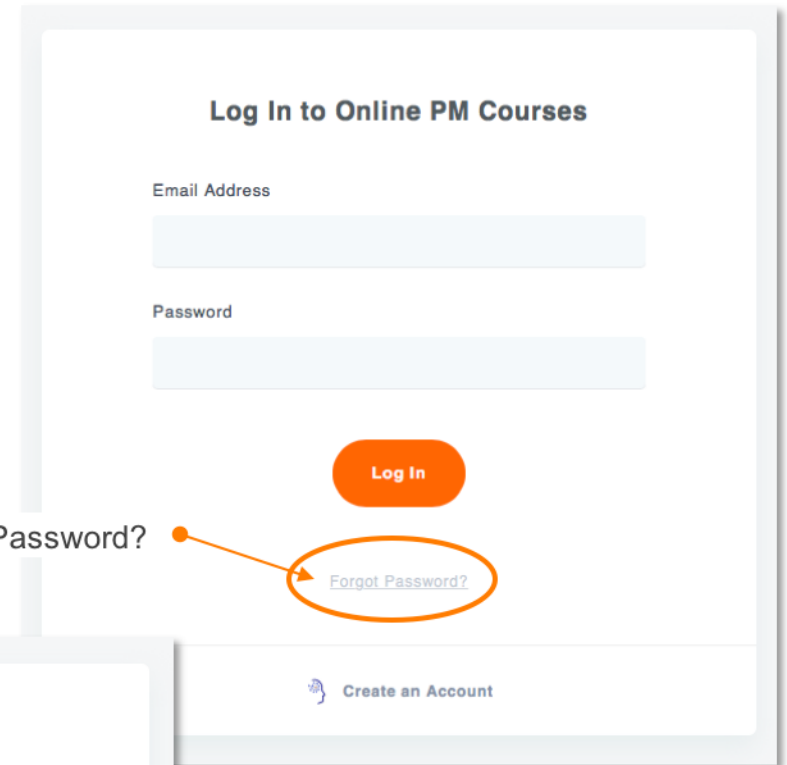 Log In to Online PM Courses
Email Address
Password
Log In
Password?
Forgot Password?
Create an Account